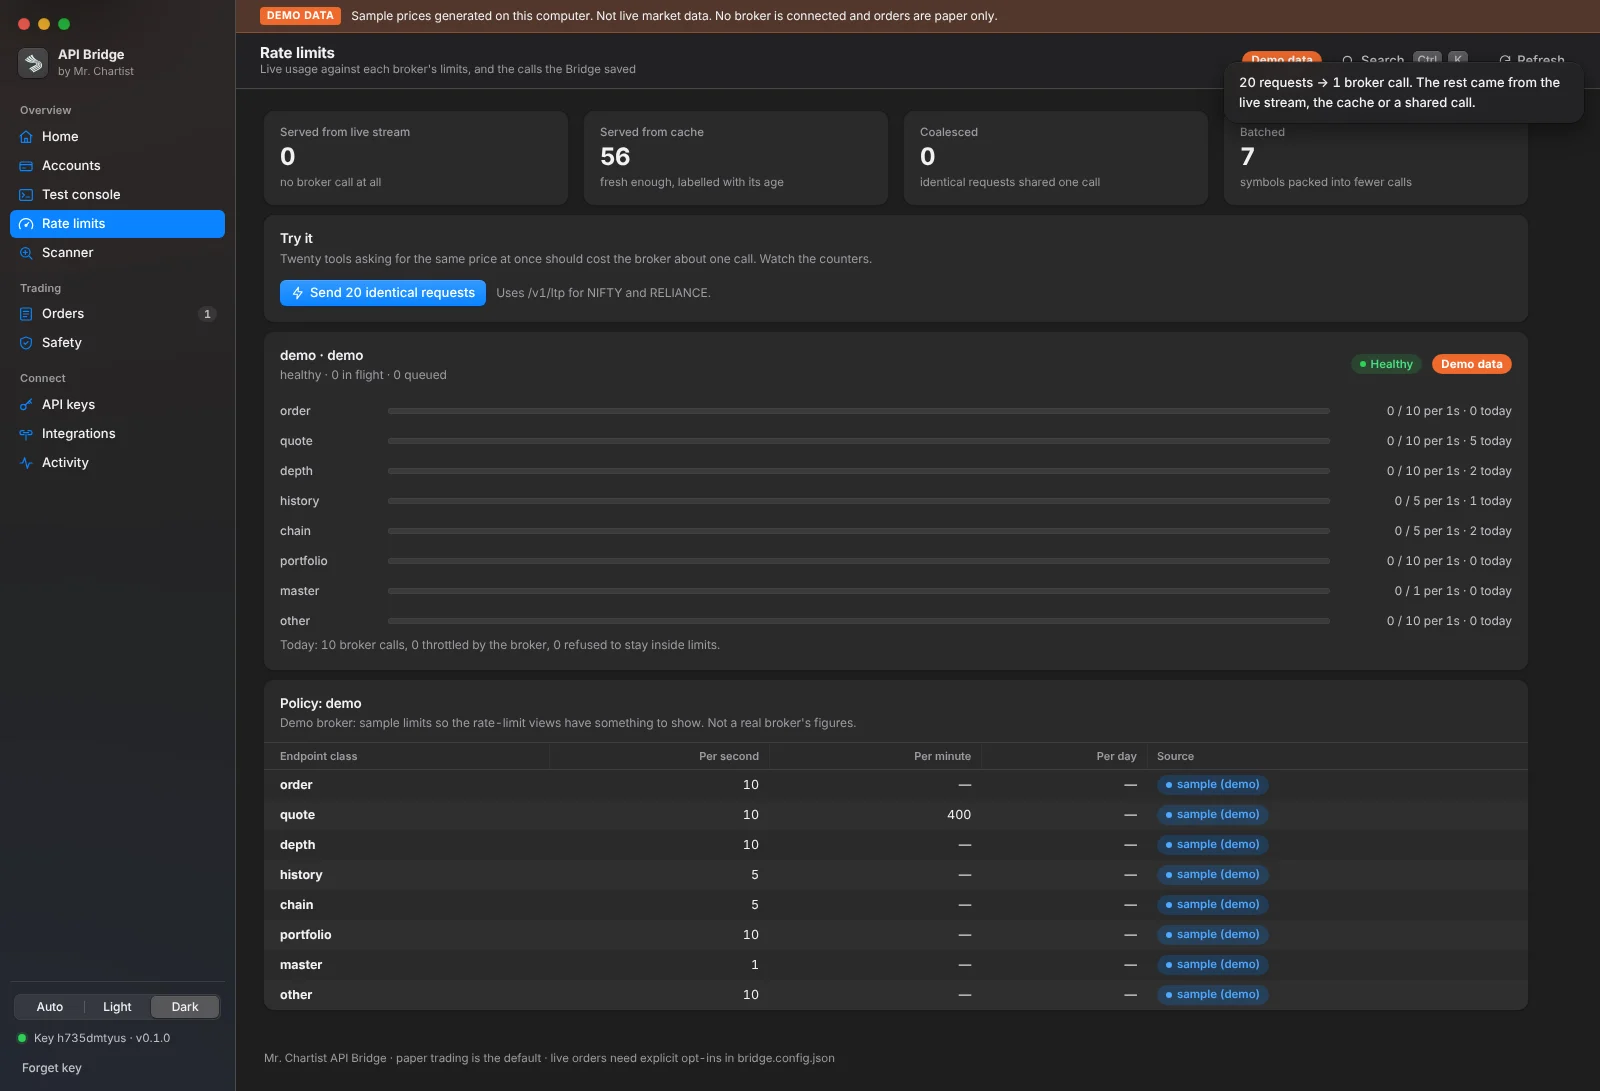 DEMO DATA Sample prices generated on this computer. Not live market data. No broker is connected and orders are paper only.
API Bridge
by Mr. Chartist
Overview
Home
Accounts
Test console
Rate limits
Scanner
Trading
Orders 1
Safety
Connect
API keys
Integrations
Activity
Auto Light Dark
Key h735dmtyus · v0.1.0
Forget key
Rate limits
Live usage against each broker's limits, and the calls the Bridge saved
Demo data Search Ctrl K Refresh
20 requests → 1 broker call. The rest came from the
live stream, the cache or a shared call.
Served from live stream
0
no broker call at all
Served from cache
56
fresh enough, labelled with its age
Coalesced
0
identical requests shared one call
Batched
7
symbols packed into fewer calls
Try it
Twenty tools asking for the same price at once should cost the broker about one call. Watch the counters.
Send 20 identical requests Uses /v1/ltp for NIFTY and RELIANCE.
demo · demo
healthy · 0 in flight · 0 queued
Healthy Demo data
order 0 / 10 per 1s · 0 today
quote 0 / 10 per 1s · 5 today
depth 0 / 10 per 1s · 2 today
history 0 / 5 per 1s · 1 today
chain 0 / 5 per 1s · 2 today
portfolio 0 / 10 per 1s · 0 today
master 0 / 1 per 1s · 0 today
other 0 / 10 per 1s · 0 today
Today: 10 broker calls, 0 throttled by the broker, 0 refused to stay inside limits.
Policy: demo
Demo broker: sample limits so the rate-limit views have something to show. Not a real broker's figures.
Endpoint class Per second Per minute Per day Source
order 10 — — sample (demo)
quote 10 400 — sample (demo)
depth 10 — — sample (demo)
history 5 — — sample (demo)
chain 5 — — sample (demo)
portfolio 10 — — sample (demo)
master 1 — — sample (demo)
other 10 — — sample (demo)
Mr. Chartist API Bridge · paper trading is the default · live orders need explicit opt-ins in bridge.config.json